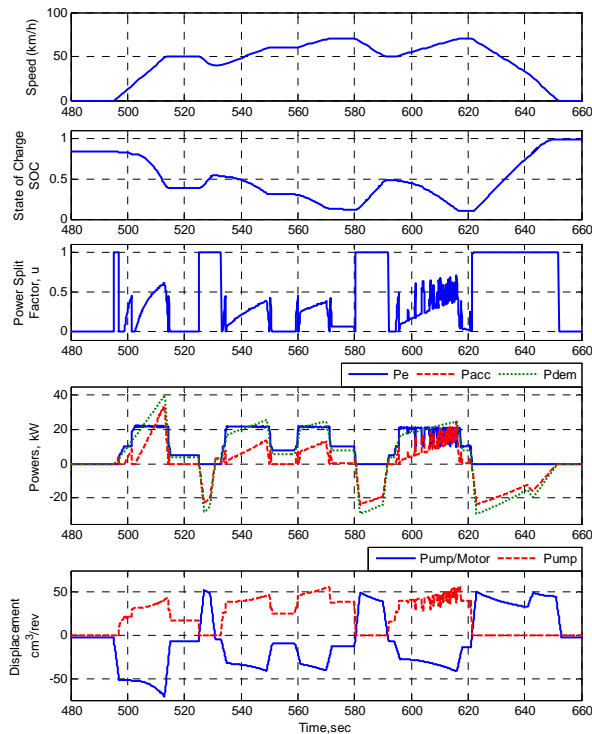 Speed (km/h)
100
50
0
480 500 520 540 560 580 600 620 640 660
State of Charge
SOC
1
0.5
0
480 500 520 540 560 580 600 620 640 660
Power Split
Factor, u
1
0.5
0
480 500 520 540 560 580 600 620 640 660
Pe Pacc Pdem
Powers, kW
40
20
0
-20
480 500 520 540 560 580 600 620 640 660
Pump/Motor Pump
Displacement
cm³/rev
50
0
-50
480 500 520 540 560 580 600 620 640 660
Time,sec